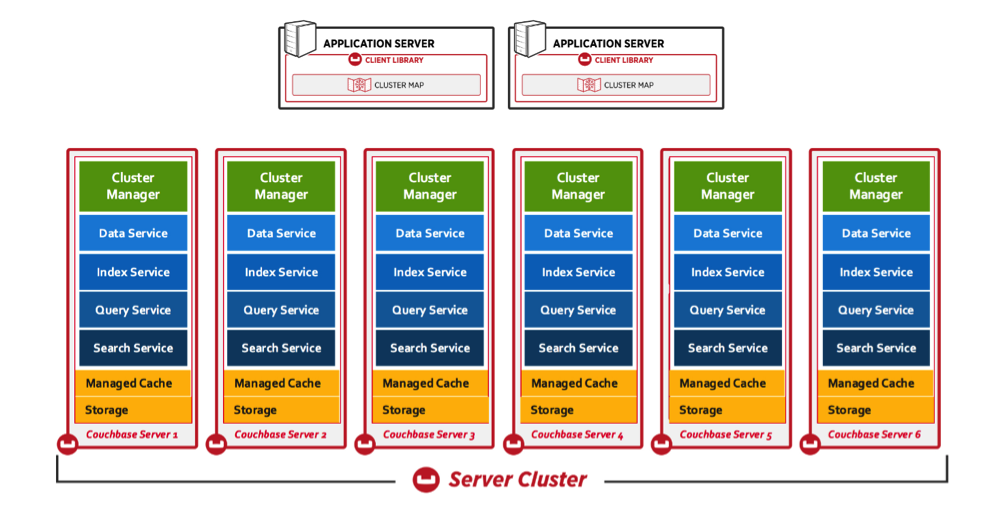 APPLICATION SERVER
CLIENT LIBRARY
CLUSTER MAP
APPLICATION SERVER
CLIENT LIBRARY
CLUSTER MAP
Cluster
Manager
Data Service
Index Service
Query Service
Search Service
Managed Cache
Storage
Couchbase Server 1
Cluster
Manager
Data Service
Index Service
Query Service
Search Service
Managed Cache
Storage
Couchbase Server 2
Cluster
Manager
Data Service
Index Service
Query Service
Search Service
Managed Cache
Storage
Couchbase Server 3
Cluster
Manager
Data Service
Index Service
Query Service
Search Service
Managed Cache
Storage
Couchbase Server 4
Cluster
Manager
Data Service
Index Service
Query Service
Search Service
Managed Cache
Storage
Couchbase Server 5
Cluster
Manager
Data Service
Index Service
Query Service
Search Service
Managed Cache
Storage
Couchbase Server 6
Server Cluster